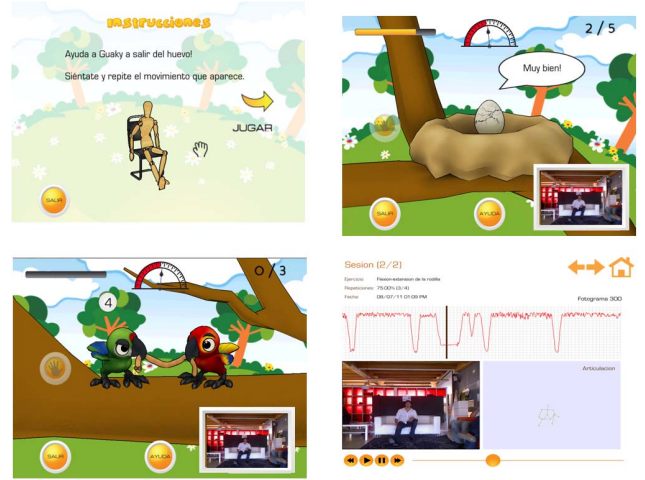 Instrucciones
Ayuda a Guaky a salir del huevo!
Siéntate y repite el movimiento que aparece.
JUGAR
SALIR
2/5
Muy bien!
SALIR
AYUDA
0/3
4
SALIR
AYUDA
Sesion (2/2)
Ejercicio: Flexion-extension de la rodilla
Repeticiones: 75.00% (3/4)
Fecha: 08/07/11 01:09 PM
Fotograma 300
Articulacion